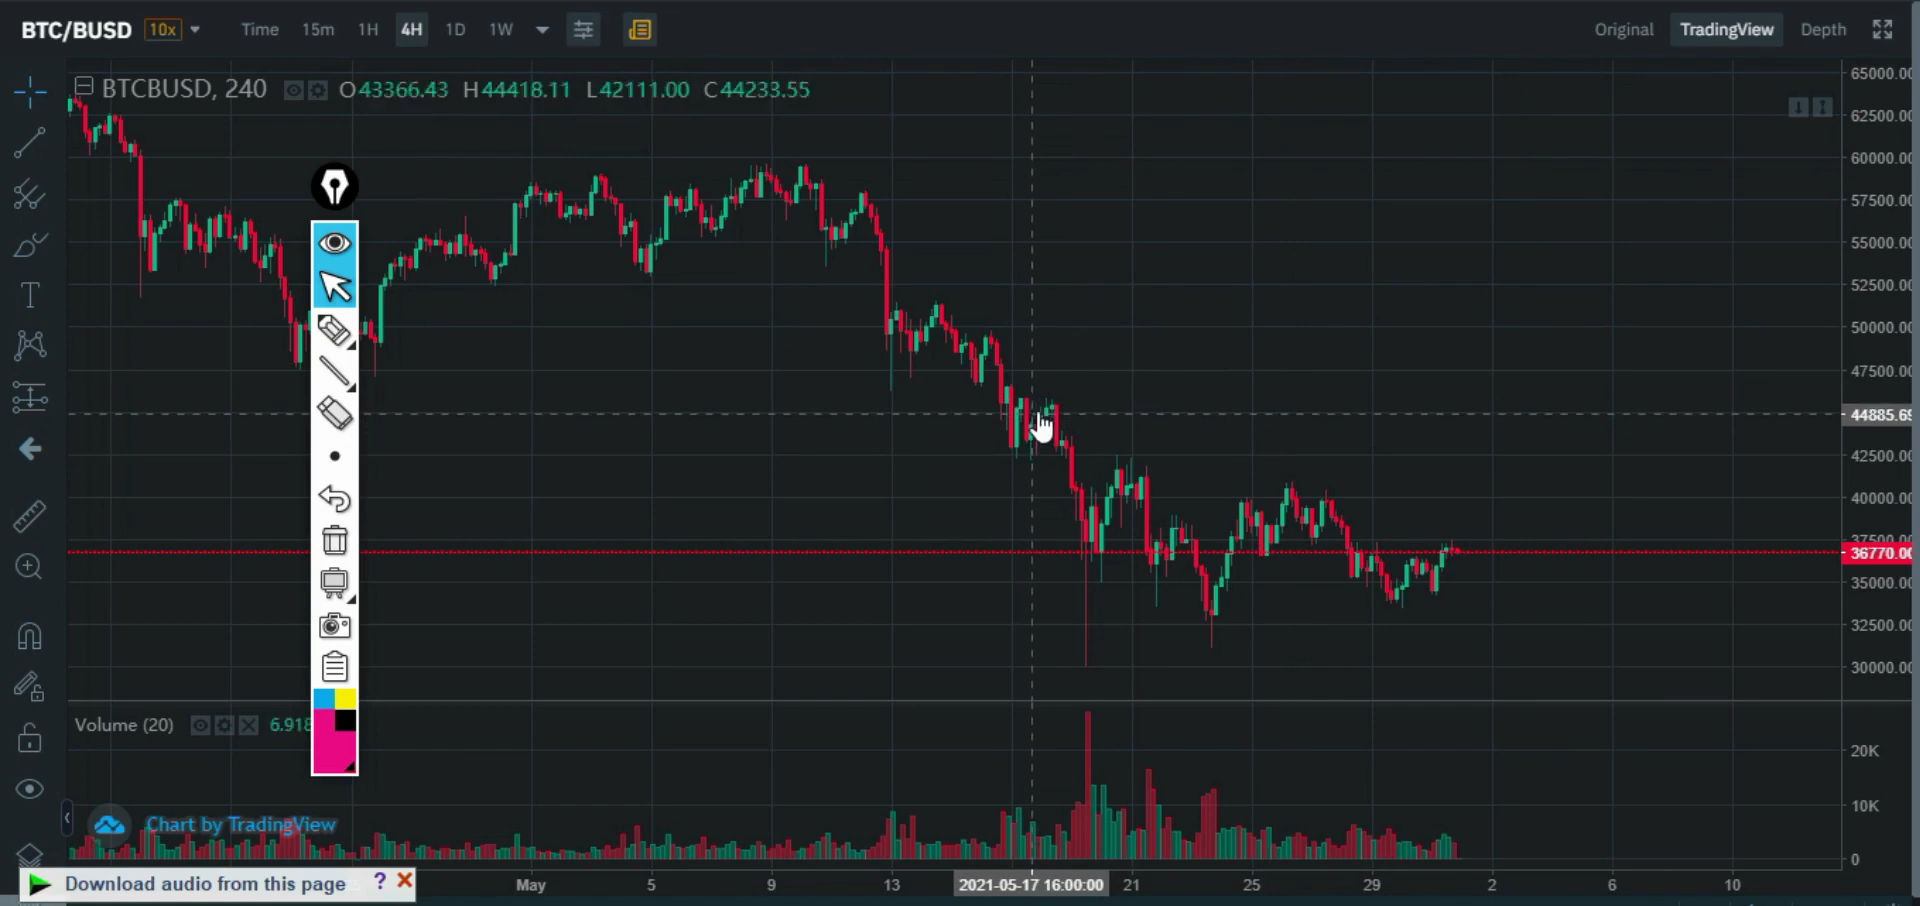 BTC/BUSD 10x Time 15m 1H 4H 1D 1W Original TradingView Depth
BTCBUSD, 240 O43366.43 H44418.11 L42111.00 C44233.55
65000.00
62500.00
60000.00
57500.00
55000.00
52500.00
50000.00
47500.00
44885.69
42500.00
40000.00
37500.00
36770.00
35000.00
32500.00
30000.00
Volume (20) 6.918
20K
10K
0
Chart by TradingView
May 5 9 13 2021-05-17 16:00:00 21 25 29 2 6 10
Download audio from this page ? X